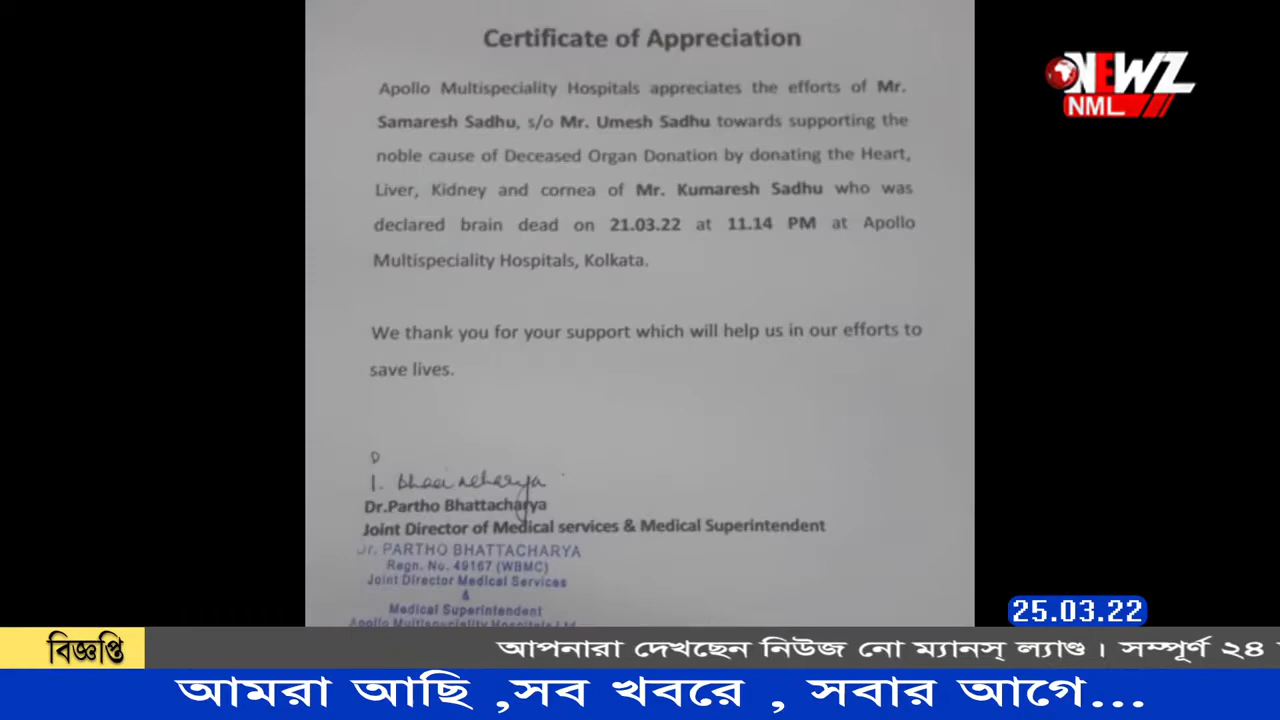 Certificate of Appreciation
Apollo Multispeciality Hospitals appreciates the efforts of Mr.
Samaresh Sadhu, s/o Mr. Umesh Sadhu towards supporting the
noble cause of Deceased Organ Donation by donating the Heart,
Liver, Kidney and cornea of Mr. Kumaresh Sadhu who was
declared brain dead on 21.03.22 at 11.14 PM at Apollo
Multispeciality Hospitals, Kolkata.
We thank you for your support which will help us in our efforts to
save lives.
Dr.Partho Bhattacharya
Joint Director of Medical services & Medical Superintendent
Dr. PARTHO BHATTACHARYA
Regn. No. 49167 (WBMC)
Joint Director Medical Services
&
Medical Superintendent
Apollo Multispeciality Hospitals Ltd
NEWZ
NML
25.03.22
বিজ্ঞপ্তি
আপনারা দেখছেন নিউজ নো ম্যানস্ ল্যাণ্ড । সম্পূর্ণ ২৪
আমরা আছি ,সব খবরে , সবার আগে...